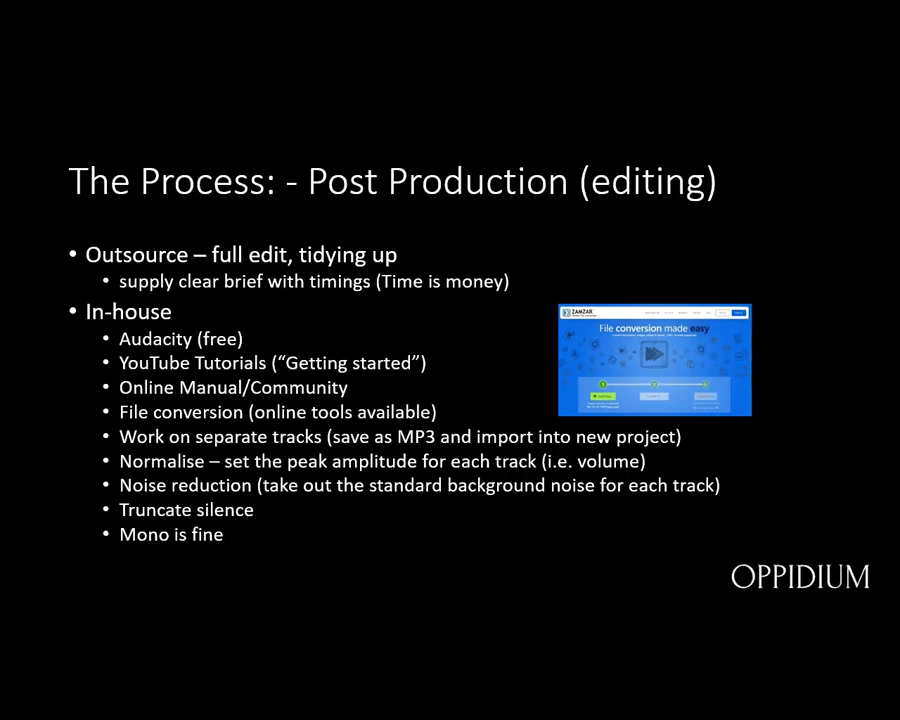 The Process: - Post Production (editing)
• Outsource – full edit, tidying up
• supply clear brief with timings (Time is money)
• In-house
• Audacity (free)
• YouTube Tutorials (“Getting started”)
• Online Manual/Community
• File conversion (online tools available)
• Work on separate tracks (save as MP3 and import into new project)
• Normalise – set the peak amplitude for each track (i.e. volume)
• Noise reduction (take out the standard background noise for each track)
• Truncate silence
• Mono is fine
ZAMZAR
File conversion made easy
OPPIDIUM